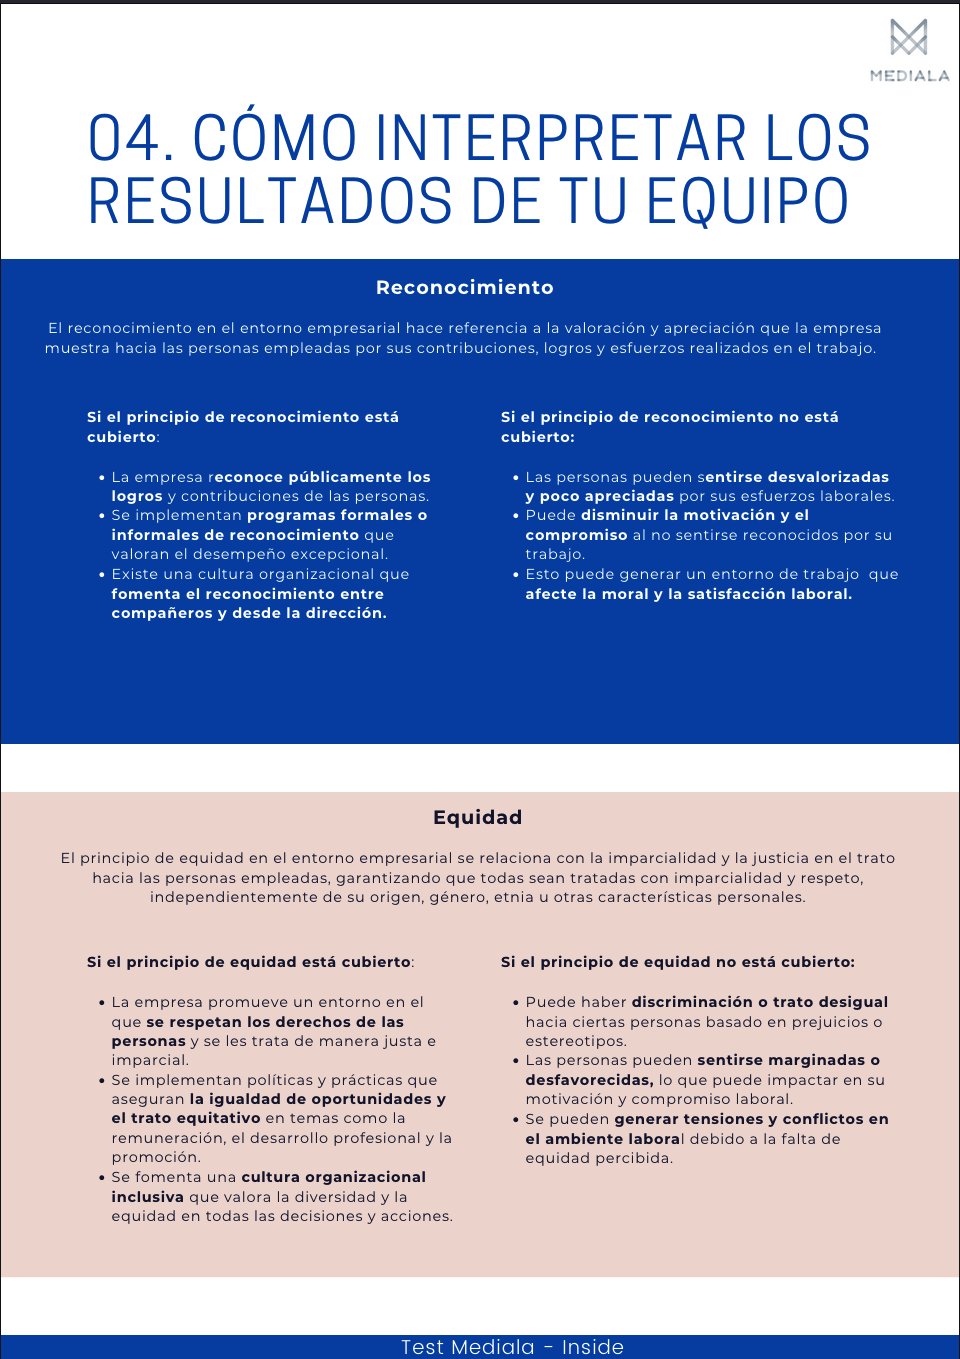 MEDIALA
04. CÓMO INTERPRETAR LOS
RESULTADOS DE TU EQUIPO
Reconocimiento
El reconocimiento en el entorno empresarial hace referencia a la valoración y apreciación que la empresa
muestra hacia las personas empleadas por sus contribuciones, logros y esfuerzos realizados en el trabajo.
Si el principio de reconocimiento está
cubierto:
• La empresa reconoce públicamente los
logros y contribuciones de las personas.
• Se implementan programas formales o
informales de reconocimiento que
valoran el desempeño excepcional.
• Existe una cultura organizacional que
fomenta el reconocimiento entre
compañeros y desde la dirección.
Si el principio de reconocimiento no está
cubierto:
• Las personas pueden sentirse desvalorizadas
y poco apreciadas por sus esfuerzos laborales.
• Puede disminuir la motivación y el
compromiso al no sentirse reconocidos por su
trabajo.
• Esto puede generar un entorno de trabajo  que
afecte la moral y la satisfacción laboral.
Equidad
El principio de equidad en el entorno empresarial se relaciona con la imparcialidad y la justicia en el trato
hacia las personas empleadas, garantizando que todas sean tratadas con imparcialidad y respeto,
independientemente de su origen, género, etnia u otras características personales.
Si el principio de equidad está cubierto:
• La empresa promueve un entorno en el
que se respetan los derechos de las
personas y se les trata de manera justa e
imparcial.
• Se implementan políticas y prácticas que
aseguran la igualdad de oportunidades y
el trato equitativo en temas como la
remuneración, el desarrollo profesional y la
promoción.
• Se fomenta una cultura organizacional
inclusiva que valora la diversidad y la
equidad en todas las decisiones y acciones.
Si el principio de equidad no está cubierto:
• Puede haber discriminación o trato desigual
hacia ciertas personas basado en prejuicios o
estereotipos.
• Las personas pueden sentirse marginadas o
desfavorecidas, lo que puede impactar en su
motivación y compromiso laboral.
• Se pueden generar tensiones y conflictos en
el ambiente laboral debido a la falta de
equidad percibida.
Test Mediala - Inside